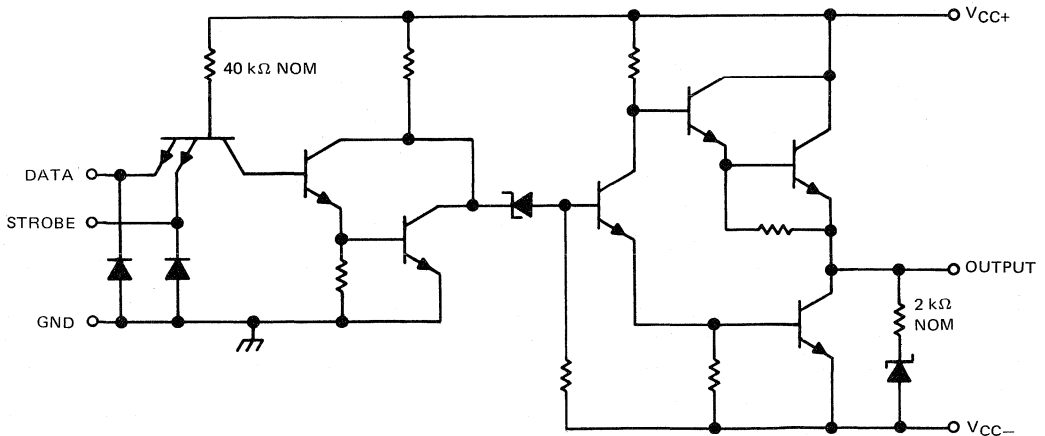 VCC+
40 kΩ NOM
DATA
STROBE
GND
OUTPUT
2 kΩ
NOM
VCC–